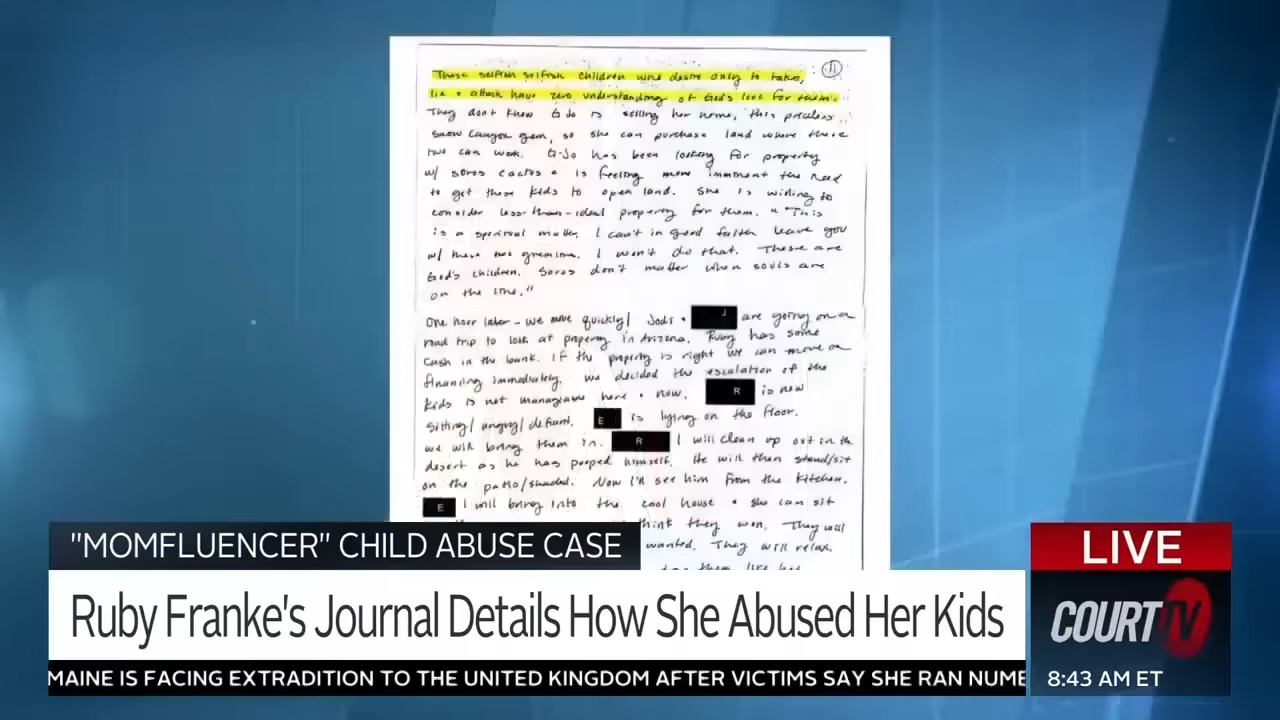 11
These selfish selfish children who desire only to take,
lie + attack have zero understanding of God's love for them.
They don't know G Jo is selling her home, this priceless
Snow Canyon gem, so she can purchase land where these
two can work. G-Jo has been looking for property
w/ soros cactus + is feeling more imminent the need
to get these kids to open land. She is willing to
consider less-than-ideal property for them. "This
is a spiritual matter. I can't in good faith leave you
w/ these two gremlins. I won't do that. These are
God's children. Soros don't matter when souls are
on the line."
One hour later - we move quickly! Jodi + J are going on a
road trip to look at property in Arizona. Ruby has some
cash in the bank. If the property is right we can move on
financing immediately. We decided the escalation of the
kids is not manageable here + now. R is now
sitting/angry/defiant. E is lying on the floor.
we will bring them in. R I will clean up out in the
desert as he has pooped himself. He will then stand/sit
on the patio/shaded. Now I'll see him from the kitchen.
E I will bring into the cool house + she can sit
think they won. They will
wanted. They will relax.
them like
"MOMFLUENCER" CHILD ABUSE CASE
Ruby Franke's Journal Details How She Abused Her Kids
MAINE IS FACING EXTRADITION TO THE UNITED KINGDOM AFTER VICTIMS SAY SHE RAN NUME
LIVE
COURT TV
8:43 AM ET